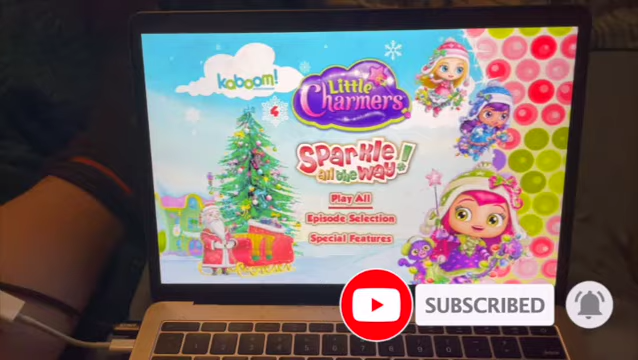 kaboom!
Little
Charmers
Sparkle
all the Way!
Play All
Episode Selection
Special Features
SUBSCRIBED